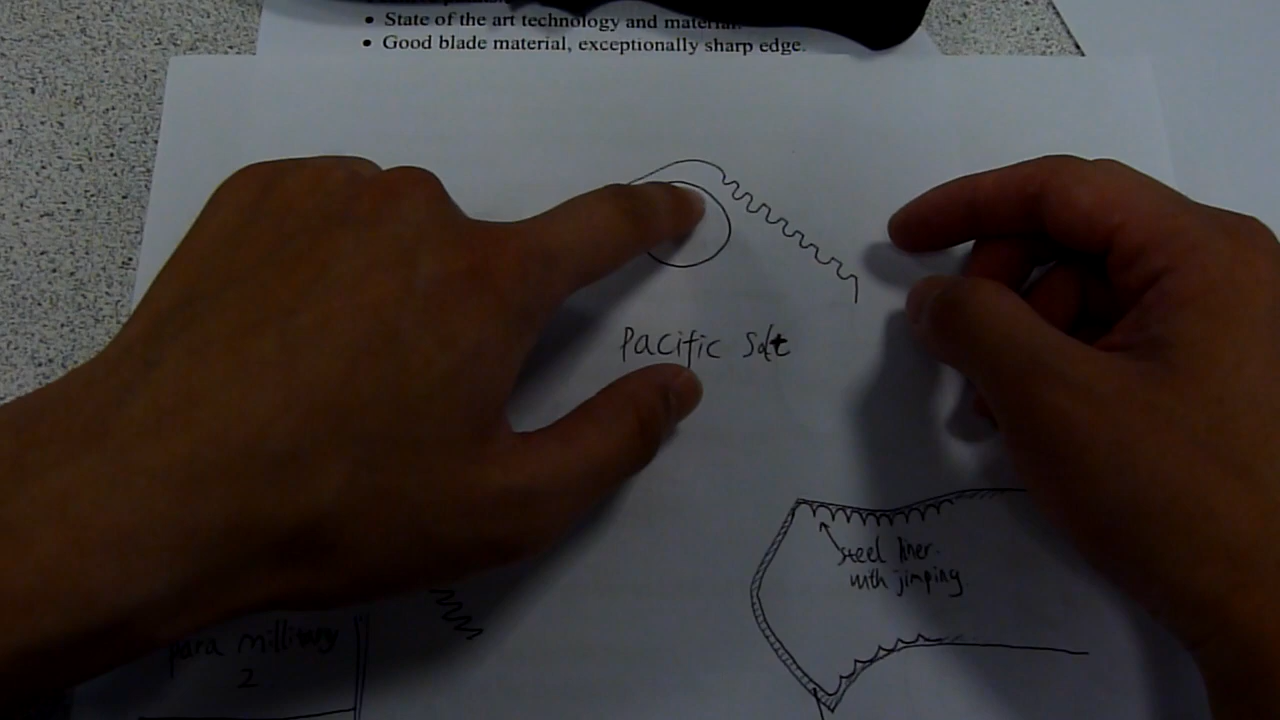 • State of the art technology and material.
• Good blade material, exceptionally sharp edge.
Pacific Salt
steel liner
with jimping
para millitary
2